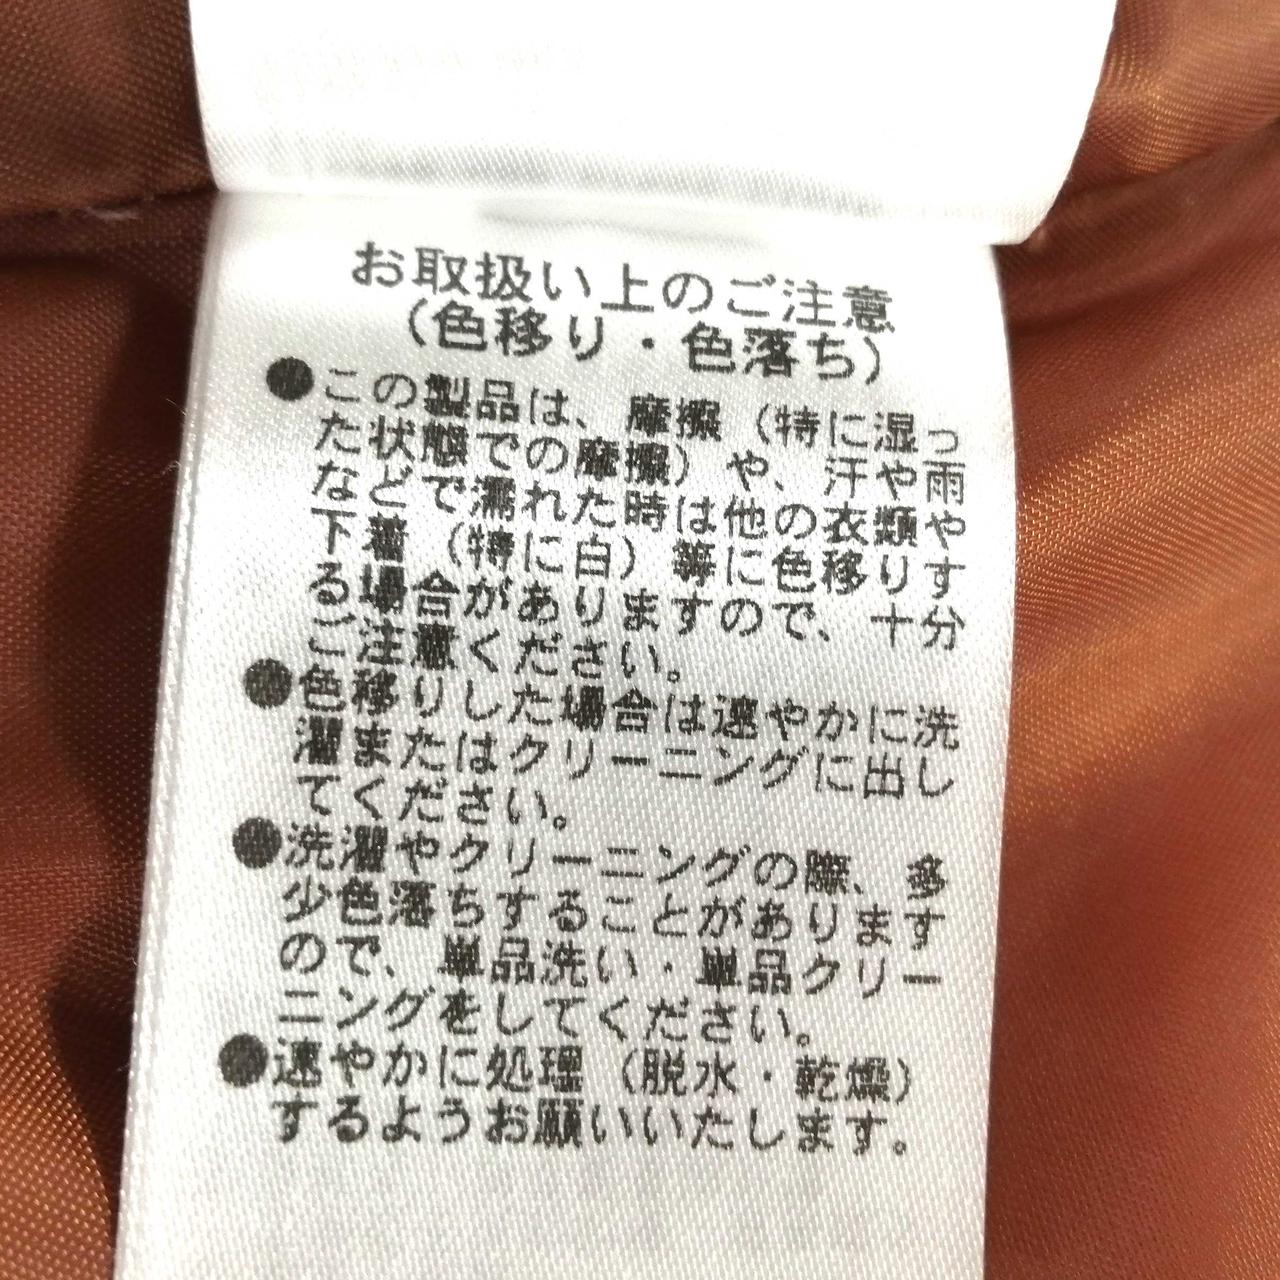 お取扱い上のご注意
（色移り・色落ち）
●この製品は、摩擦（特に湿っ
た状態での摩擦）や、汗や雨
などで濡れた時は他の衣類や
下着（特に白）等に色移りす
る場合がありますので、十分
ご注意ください。
●色移りした場合は速やかに洗
濯またはクリーニングに出し
てください。
●洗濯やクリーニングの際、多
少色落ちすることがあります
ので、単品洗い・単品クリー
ニングをしてください。
●速やかに処理（脱水・乾燥）
するようお願いいたします。